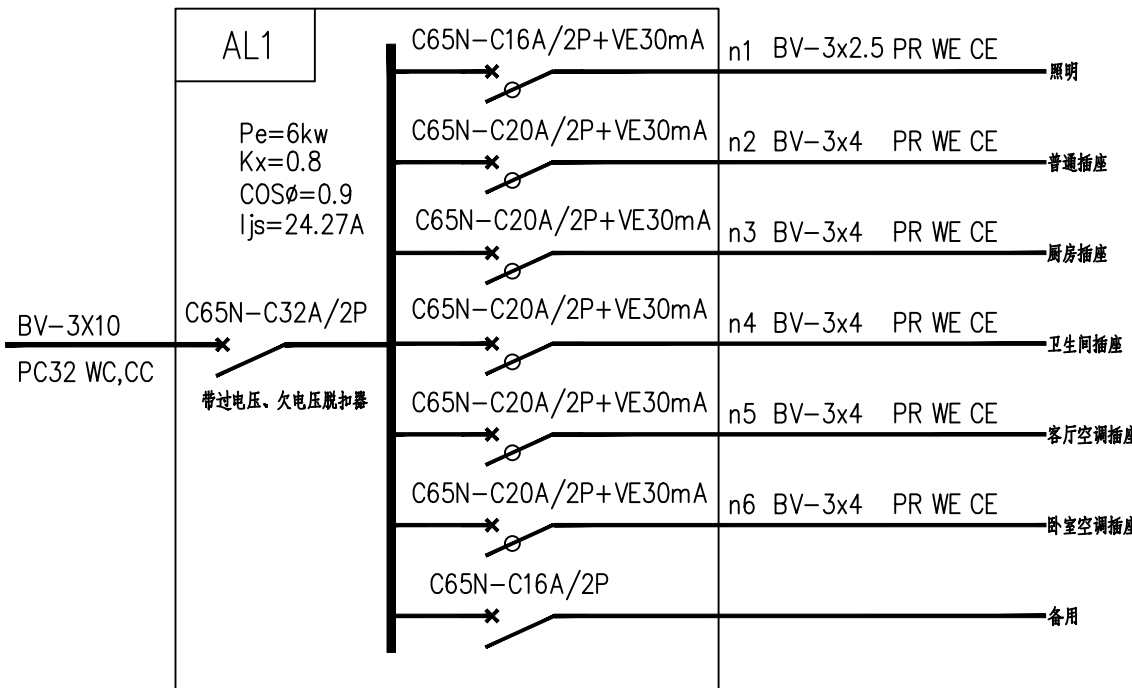 AL1
Pe=6kw
Kx=0.8
COSø=0.9
Ijs=24.27A
BV-3X10
PC32 WC,CC
C65N-C32A/2P
带过电压、欠电压脱扣器
C65N-C16A/2P+VE30mA
n1 BV-3x2.5 PR WE CE
照明
C65N-C20A/2P+VE30mA
n2 BV-3x4 PR WE CE
普通插座
C65N-C20A/2P+VE30mA
n3 BV-3x4 PR WE CE
厨房插座
C65N-C20A/2P+VE30mA
n4 BV-3x4 PR WE CE
卫生间插座
C65N-C20A/2P+VE30mA
n5 BV-3x4 PR WE CE
客厅空调插座
C65N-C20A/2P+VE30mA
n6 BV-3x4 PR WE CE
卧室空调插座
C65N-C16A/2P
备用